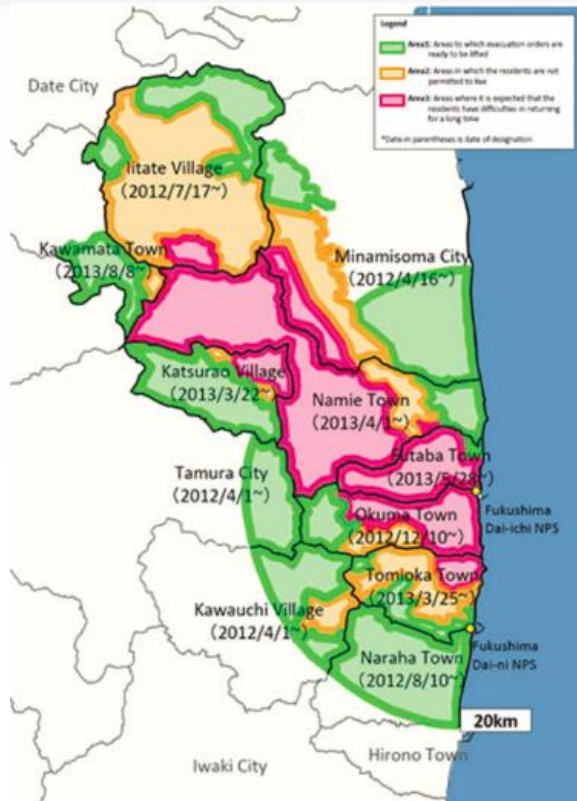 Legend
Area1: Areas to which evacuation orders are
ready to be lifted
Area2: Areas in which the residents are not
permitted to live
Area3: Areas where it is expected that the
residents have difficulties in returning
for a long time
*Date in parentheses is date of designation
Date City
Iitate Village
(2012/7/17~)
Kawamata Town
(2013/8/8~)
Minamisoma City
(2012/4/16~)
Katsurao Village
(2013/3/22~)
Namie Town
(2013/4/1~)
Futaba Town
(2013/5/28~)
Tamura City
(2012/4/1~)
Okuma Town
(2012/12/10~)
Fukushima
Dai-ichi NPS
Tomioka Town
(2013/3/25~)
Kawauchi Village
(2012/4/1~)
Fukushima
Dai-ni NPS
Naraha Town
(2012/8/10~)
20km
Hirono Town
Iwaki City